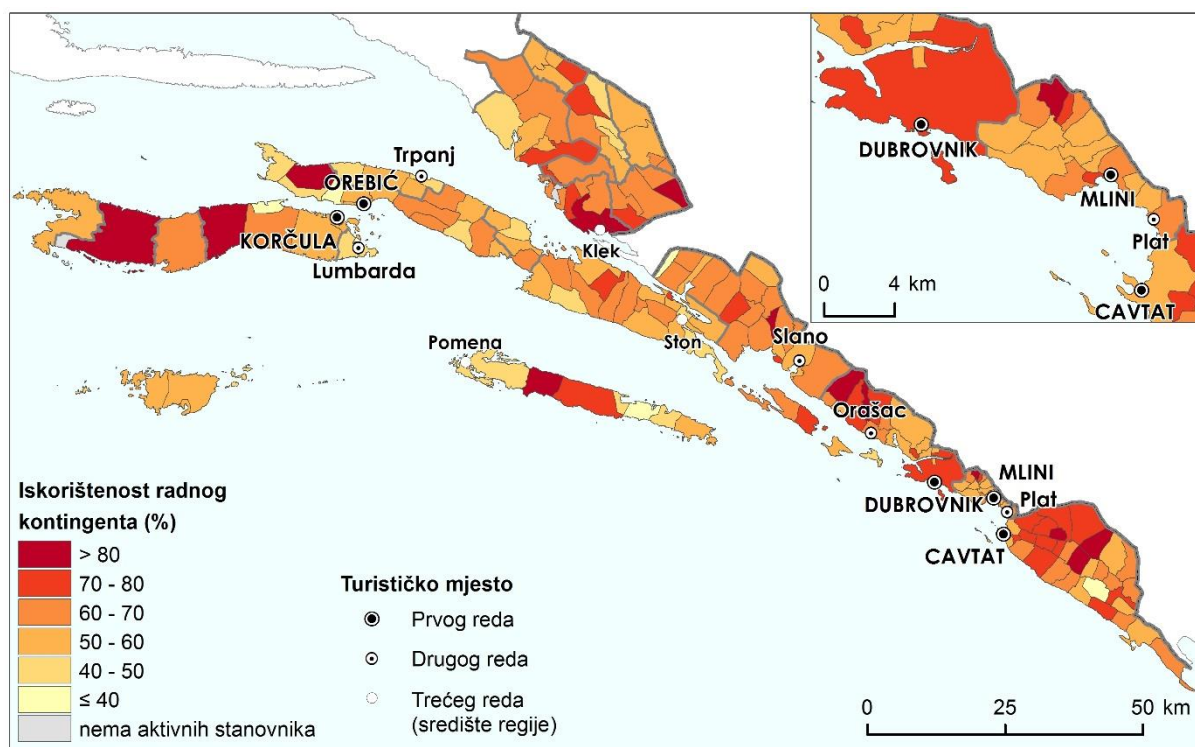 Trpanj
OREBIĆ
KORČULA
Lumbarda
Klek
Pomena
Ston
Slano
Orašac
DUBROVNIK
MLINI
Plat
CAVTAT
DUBROVNIK
MLINI
Plat
CAVTAT
0 4 km
Iskorištenost radnog
kontingenta (%)
> 80
70 - 80
60 - 70
50 - 60
40 - 50
≤ 40
nema aktivnih stanovnika
Turističko mjesto
Prvog reda
Drugog reda
Trećeg reda
(središte regije)
0 25 50 km